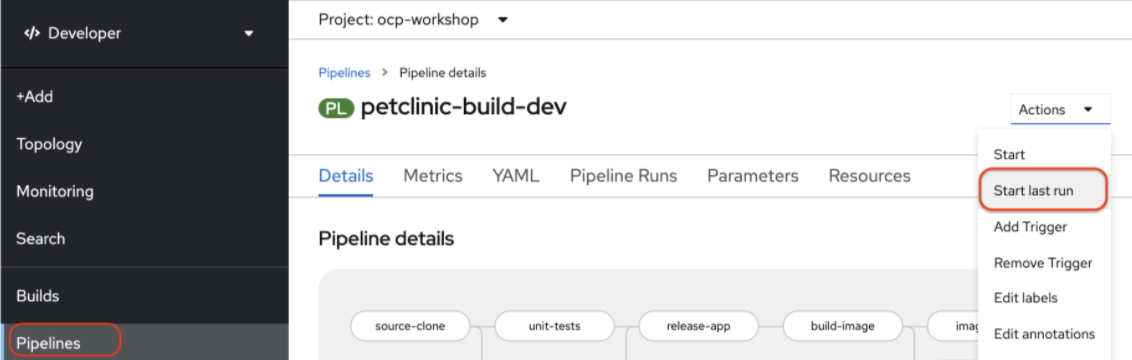 </> Developer
Project: ocp-workshop
+Add
Topology
Monitoring
Search
Builds
Pipelines
Pipelines > Pipeline details
PL petclinic-build-dev
Actions
Start
Start last run
Add Trigger
Remove Trigger
Edit labels
Edit annotations
Details Metrics YAML Pipeline Runs Parameters Resources
Pipeline details
source-clone unit-tests release-app build-image